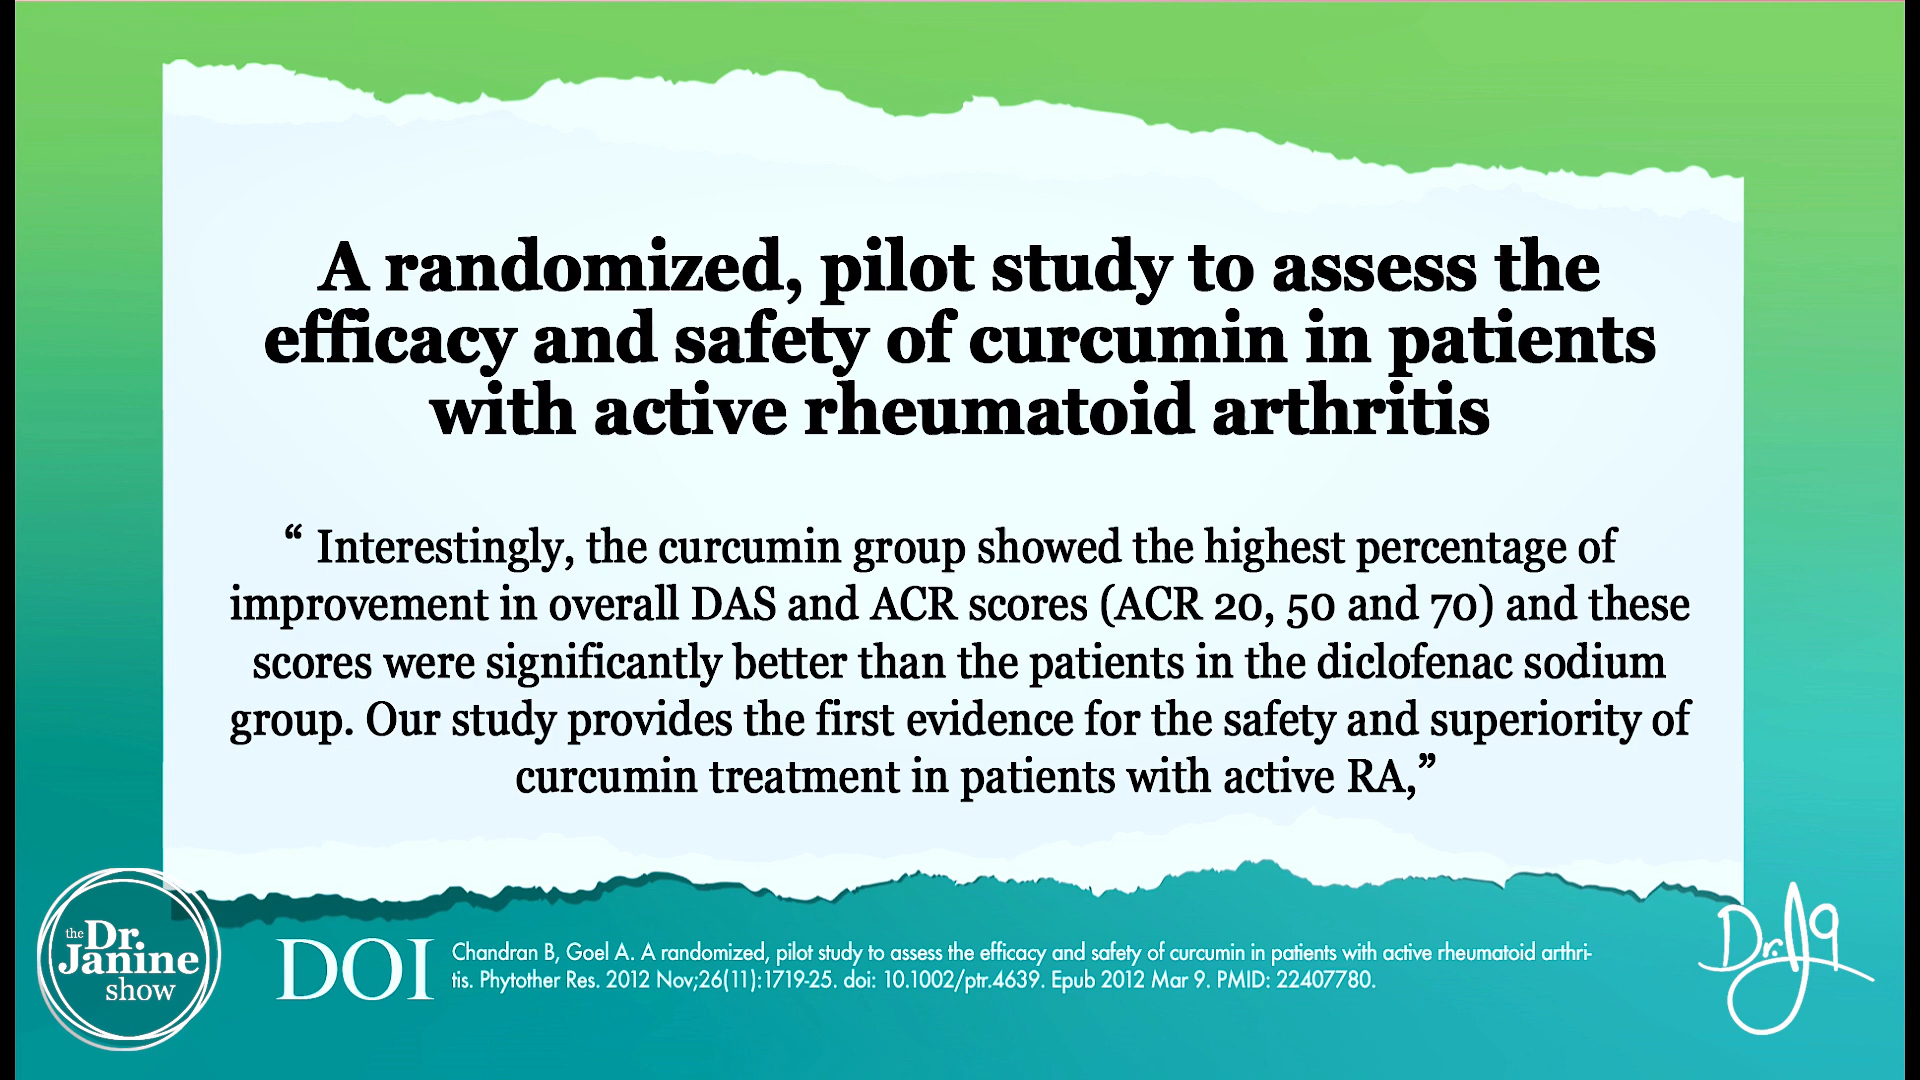 A randomized, pilot study to assess the
efficacy and safety of curcumin in patients
with active rheumatoid arthritis
“ Interestingly, the curcumin group showed the highest percentage of
improvement in overall DAS and ACR scores (ACR 20, 50 and 70) and these
scores were significantly better than the patients in the diclofenac sodium
group. Our study provides the first evidence for the safety and superiority of
curcumin treatment in patients with active RA,”
the Dr.
Janine
show
DOI
Chandran B, Goel A. A randomized, pilot study to assess the efficacy and safety of curcumin in patients with active rheumatoid arthri-
tis. Phytother Res. 2012 Nov;26(11):1719-25. doi: 10.1002/ptr.4639. Epub 2012 Mar 9. PMID: 22407780.
Dr.J9